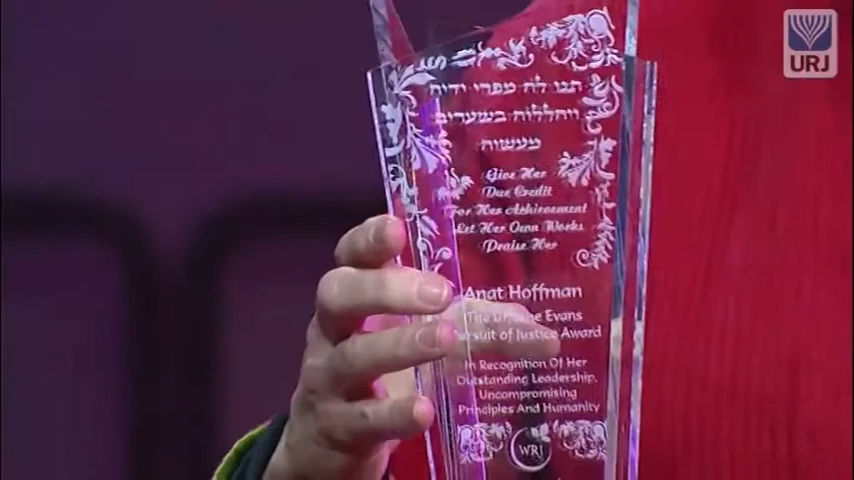 URJ
תנו לה מפרי ידיה
ויהללוה בשערים
מעשיה
Give Her
Due Credit
For Her Achievement
Let Her Own Works
Praise Her
Anat Hoffman
The Evans
Pursuit of Justice Award
In Recognition Of Her
Outstanding Leadership
Uncompromising
Principles And Humanity
WRJ